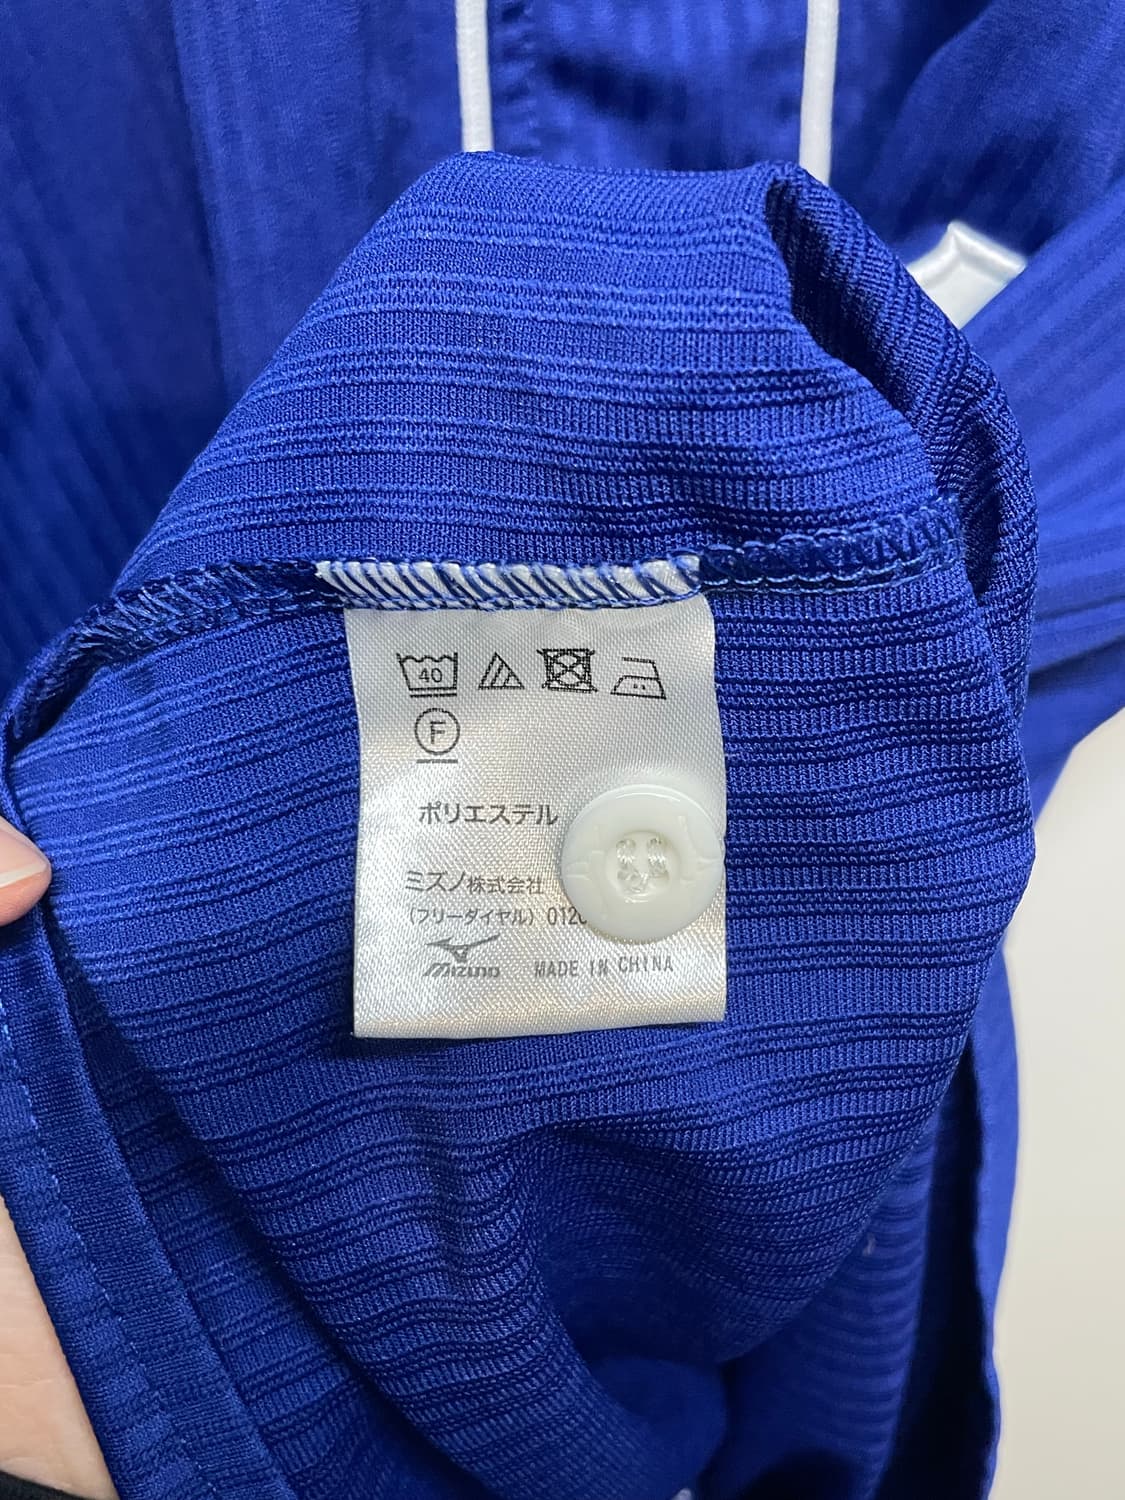 40
F
ポリエステル
ミズノ株式会社
(フリーダイヤル) 012
MIZUNO MADE IN CHINA